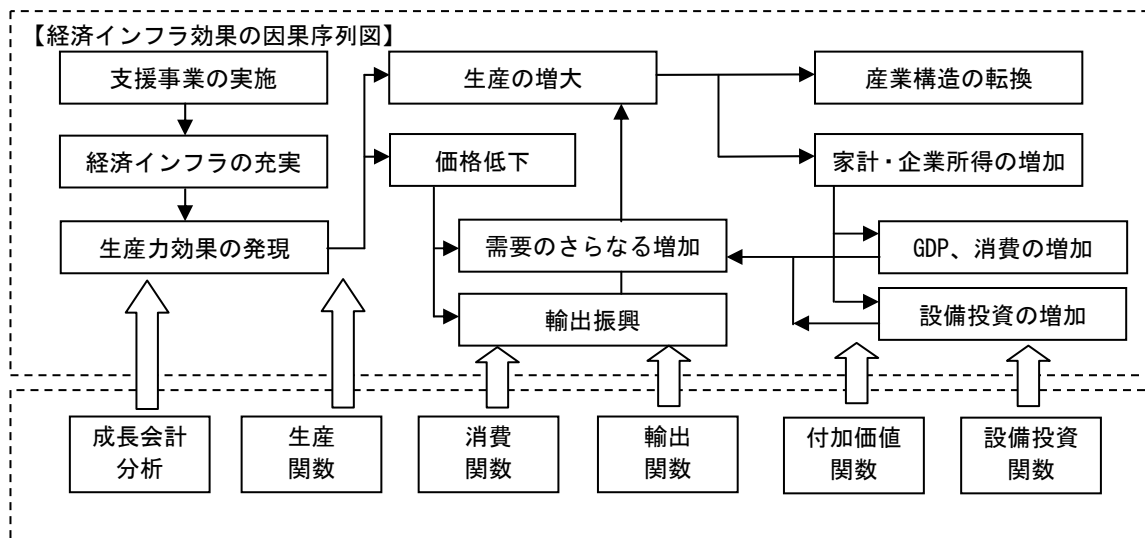 【経済インフラ効果の因果序列図】
支援事業の実施
生産の増大
産業構造の転換
経済インフラの充実
価格低下
家計・企業所得の増加
生産力効果の発現
需要のさらなる増加
GDP、消費の増加
輸出振興
設備投資の増加
成長会計
分析
生産
関数
消費
関数
輸出
関数
付加価値
関数
設備投資
関数